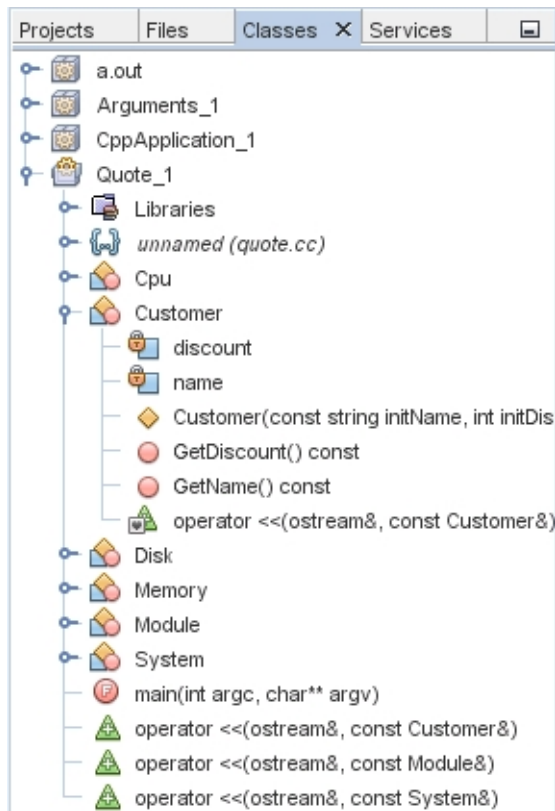 Projects Files Classes X Services
a.out
Arguments_1
CppApplication_1
Quote_1
Libraries
unnamed (quote.cc)
Cpu
Customer
discount
name
Customer(const string initName, int initDis
GetDiscount() const
GetName() const
operator <<(ostream&, const Customer&)
Disk
Memory
Module
System
F main(int argc, char** argv)
operator <<(ostream&, const Customer&)
operator <<(ostream&, const Module&)
operator <<(ostream&, const System&)